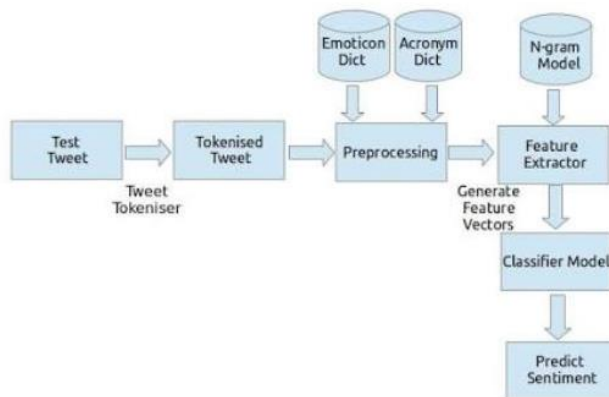 Emoticon
Dict
Acronym
Dict
N-gram
Model
Test
Tweet
Tokenised
Tweet
Preprocessing
Feature
Extractor
Tweet
Tokeniser
Generate
Feature
Vectors
Classifier Model
Predict
Sentiment